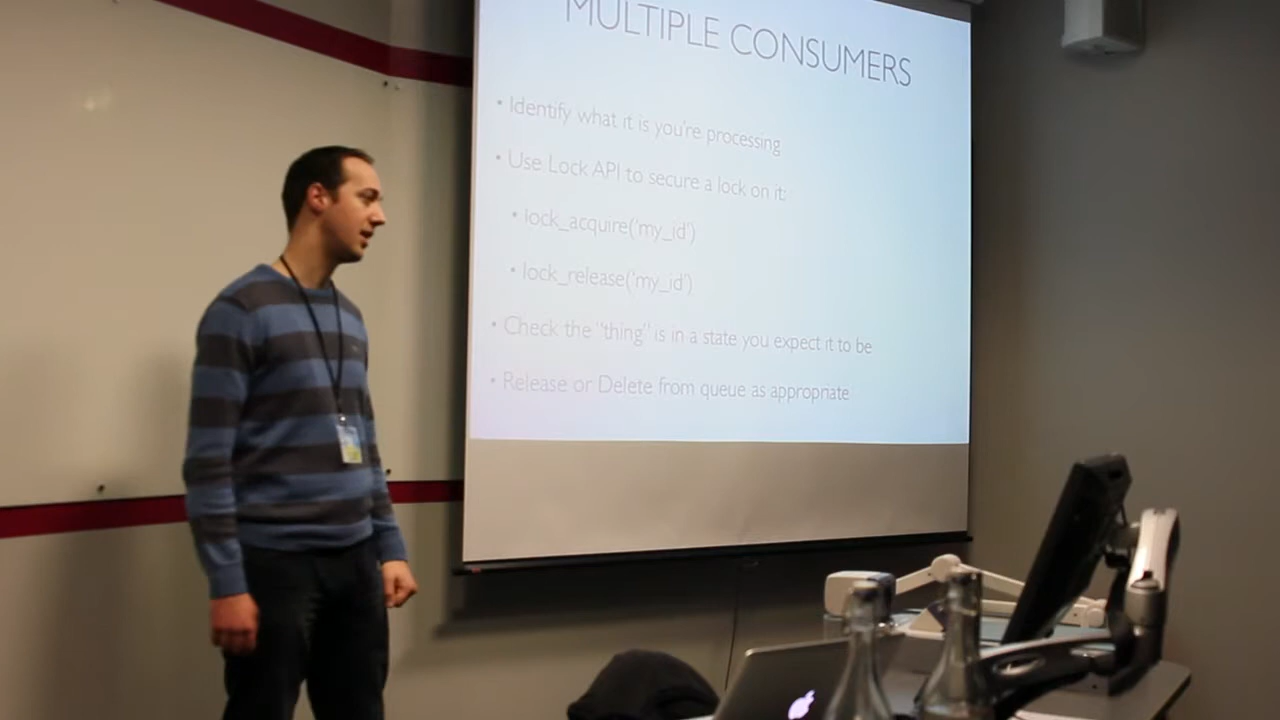 MULTIPLE CONSUMERS
• Identify what it is you're processing
• Use Lock API to secure a lock on it:
• lock_acquire('my_id')
• lock_release('my_id')
• Check the "thing" is in a state you expect it to be
• Release or Delete from queue as appropriate